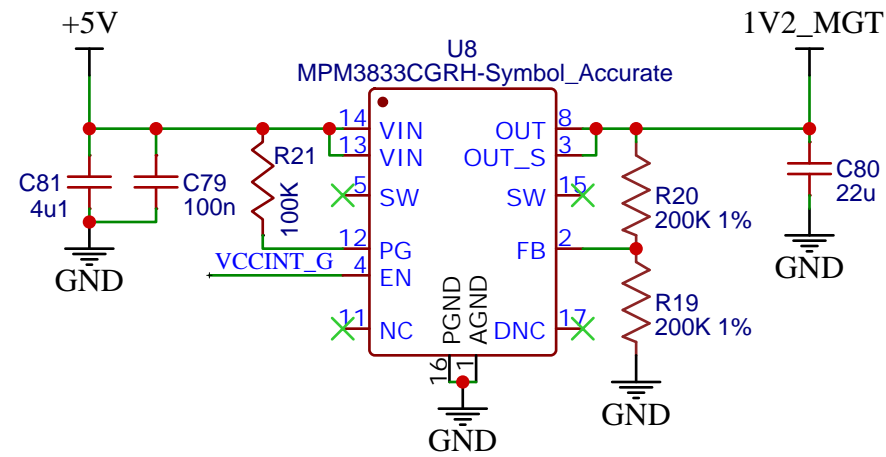 +5V
1V2_MGT
U8
MPM3833CGRH-Symbol_Accurate
14
VIN
OUT
8
13
VIN
OUT_S
3
R21
100K
C81
4u1
C79
100n
5
SW
SW
15
C80
22u
R20
200K 1%
12
PG
FB
2
VCCINT_G
4
EN
GND
GND
11
NC
PGND
AGND
DNC
17
R19
200K 1%
16
1
GND
GND